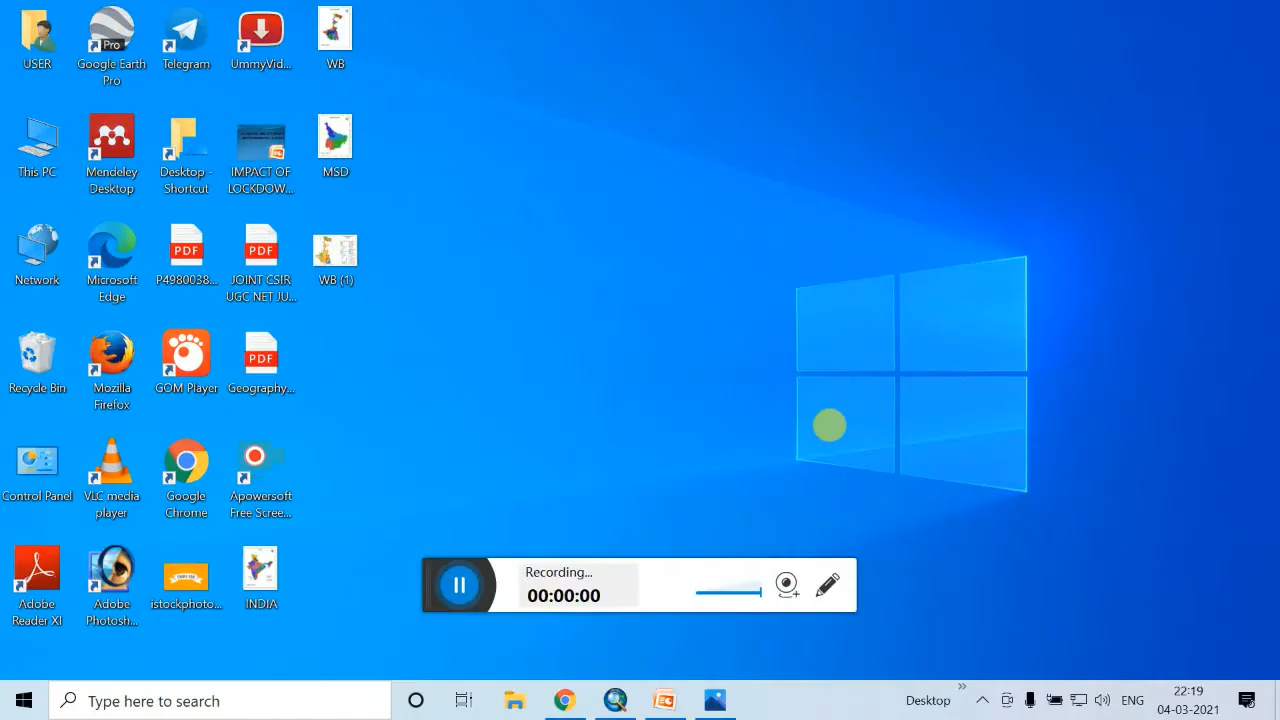 USER
Google Earth
Pro
Telegram
UmmyVid...
WB
This PC
Mendeley
Desktop
Desktop -
Shortcut
IMPACT OF
LOCKDOW...
MSD
Network
Microsoft
Edge
PDF
P4980038...
PDF
JOINT CSIR
UGC NET JU...
WB (1)
Recycle Bin
Mozilla
Firefox
GOM Player
PDF
Geography...
Control Panel
VLC media
player
Google
Chrome
Apowersoft
Free Scree...
Adobe
Reader XI
Adobe
Photosh...
istockphoto...
INDIA
Recording...
00:00:00
Type here to search
Desktop
ENG
22:19
04-03-2021